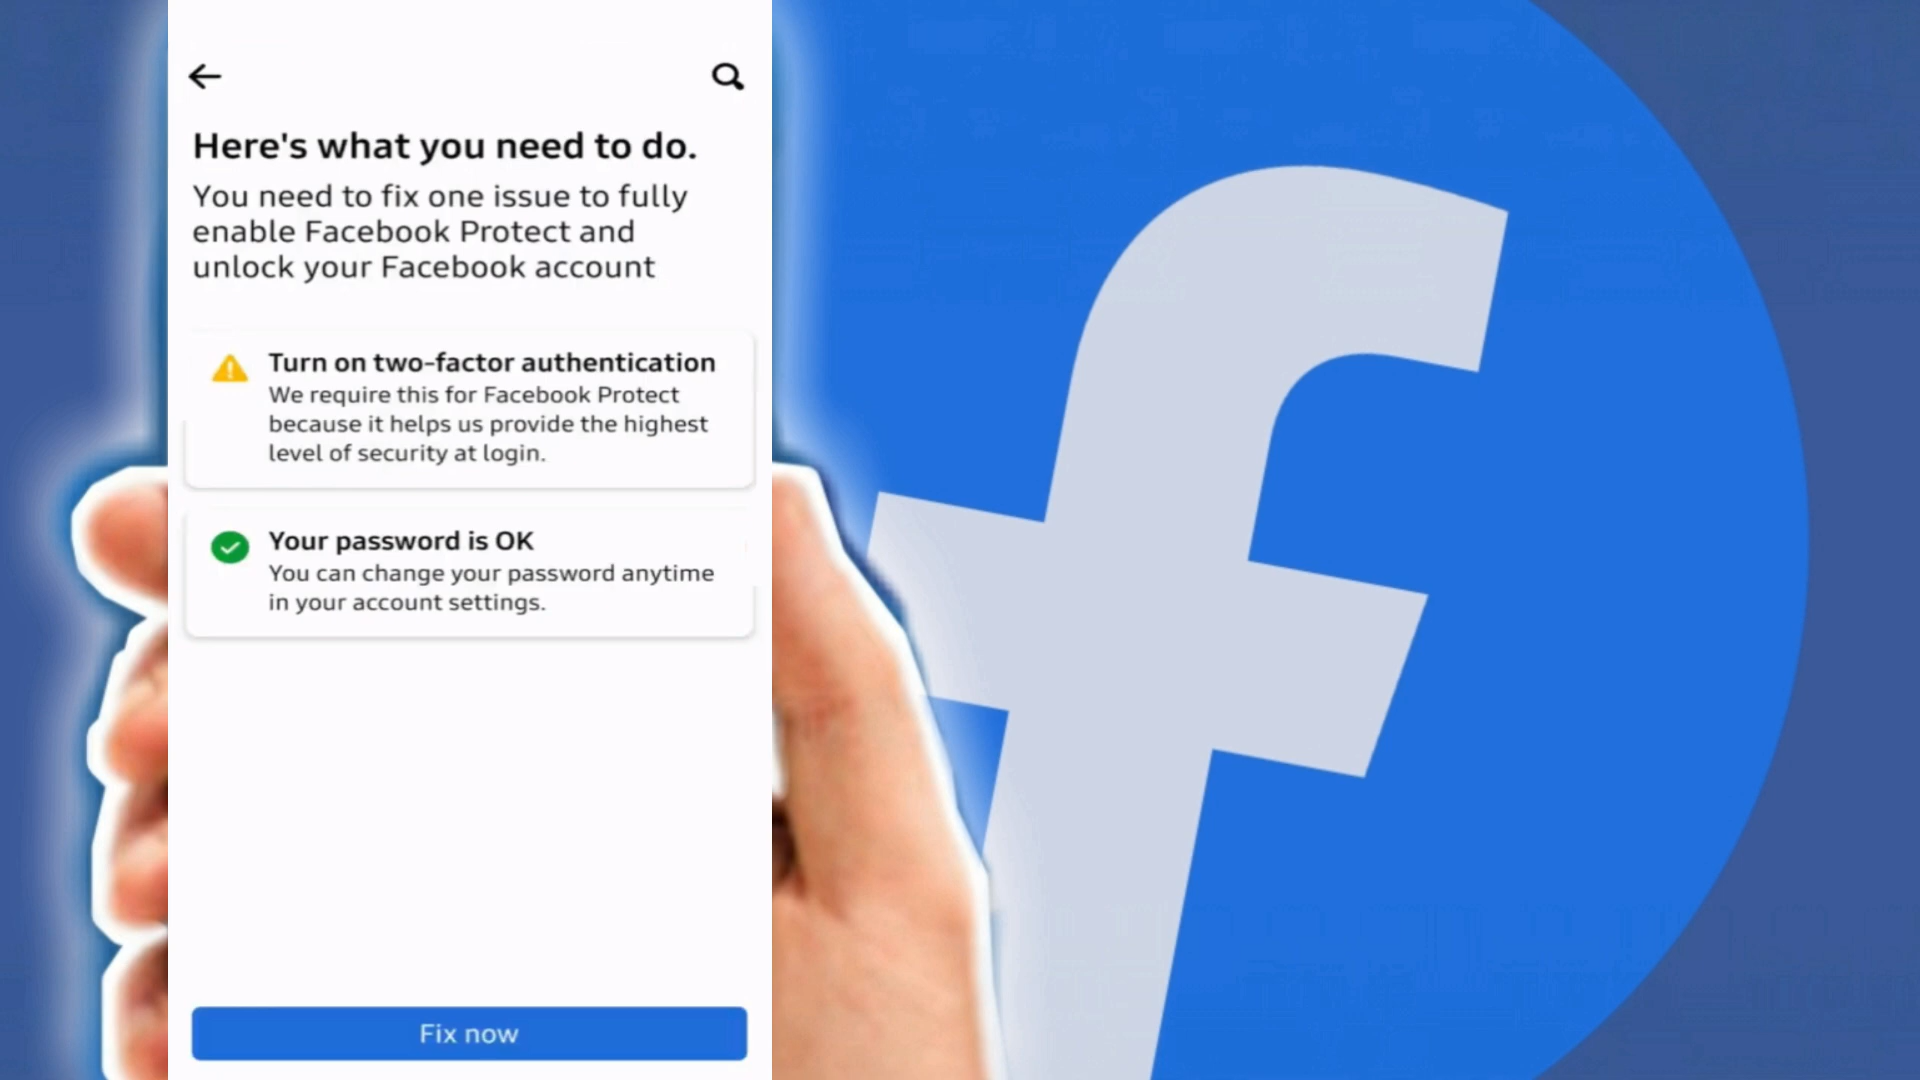 Here's what you need to do.
You need to fix one issue to fully
enable Facebook Protect and
unlock your Facebook account
Turn on two-factor authentication
We require this for Facebook Protect
because it helps us provide the highest
level of security at login.
Your password is OK
You can change your password anytime
in your account settings.
Fix now